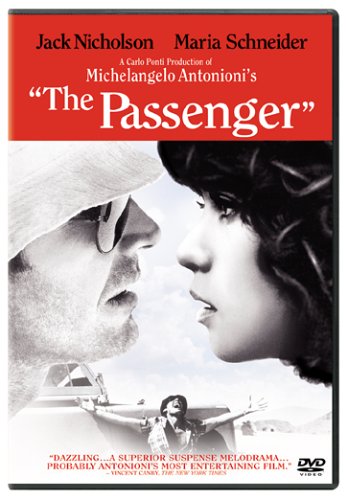 Jack Nicholson Maria Schneider
A Carlo Ponti Production of
Michelangelo Antonioni's
"The Passenger"
"DAZZLING...A SUPERIOR SUSPENSE MELODRAMA...
PROBABLY ANTONIONI'S MOST ENTERTAINING FILM."
— VINCENT CANBY, THE NEW YORK TIMES
DVD
VIDEO